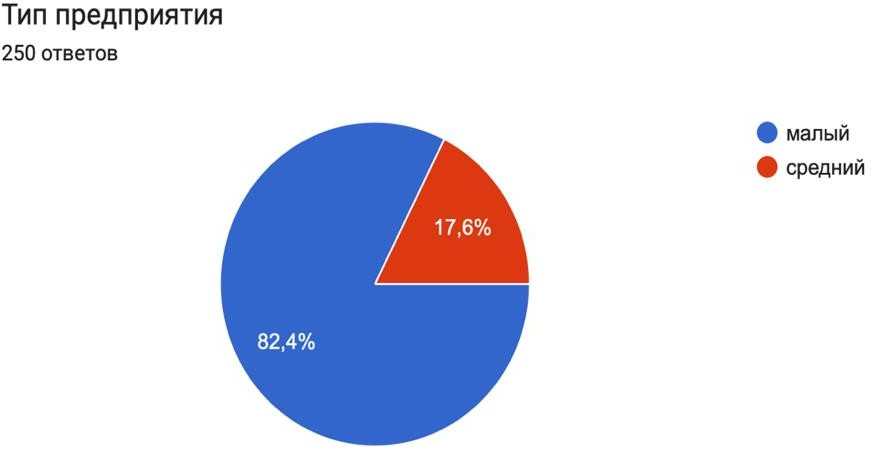 Тип предприятия
250 ответов
малый
средний
17,6%
82,4%